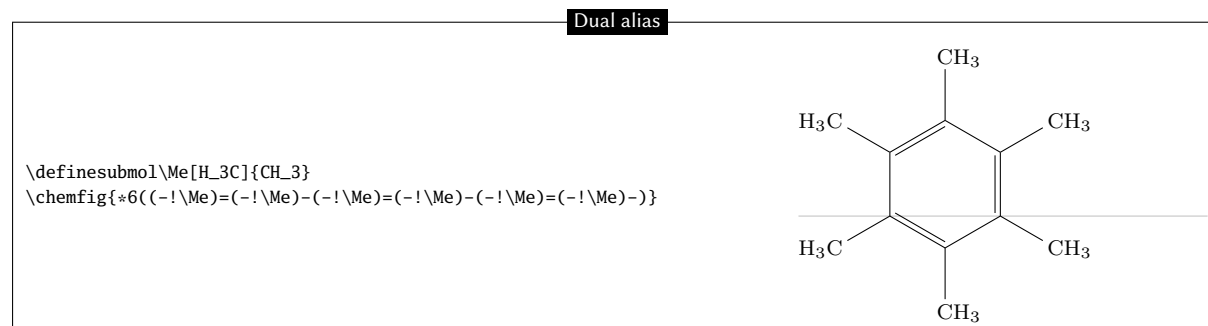 Dual alias
\definesubmol\Me[H_3C]{CH_3}
\chemfig{*6((-!\Me)=(-!\Me)-(-!\Me)=(-!\Me)-(-!\Me)=(-!\Me)-)}
CH₃
H₃C
CH₃
H₃C
CH₃
CH₃